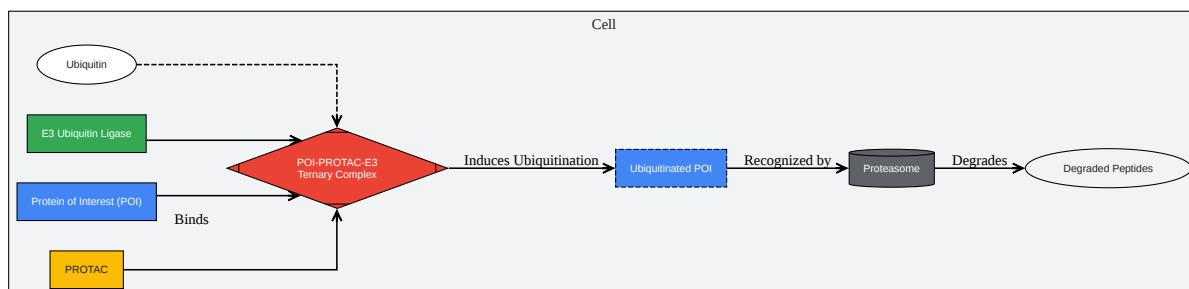 Cell
Ubiquitin
E3 Ubiquitin Ligase
POI-PROTAC-E3
Ternary Complex
Induces Ubiquitination
Ubiquitinated POI
Recognized by
Proteasome
Degrades
Degraded Peptides
Protein of Interest (POI)
Binds
PROTAC